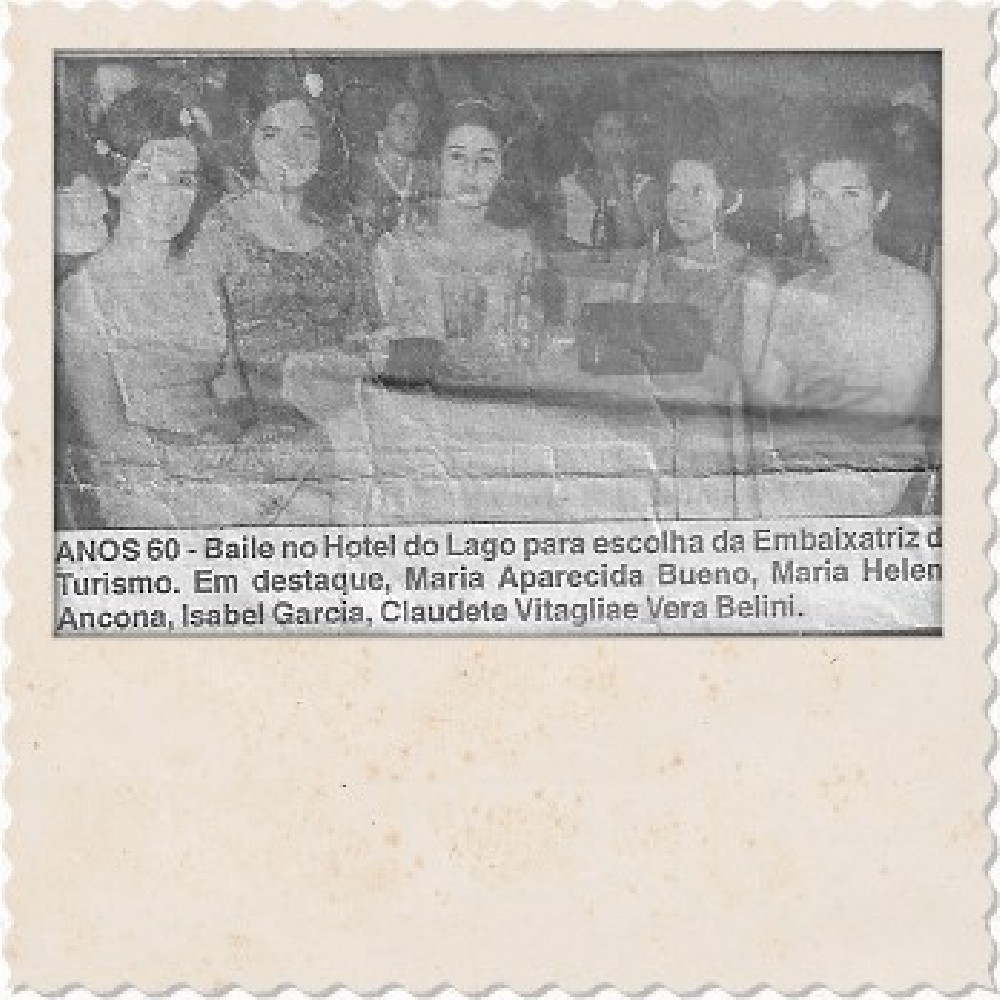 ANOS 60 - Baile no Hotel do Lago para escolha da Embaixatriz d
Turismo. Em destaque, Maria Aparecida Bueno, Maria Helen
Ancona, Isabel Garcia, Claudete Vitagliae Vera Belini.